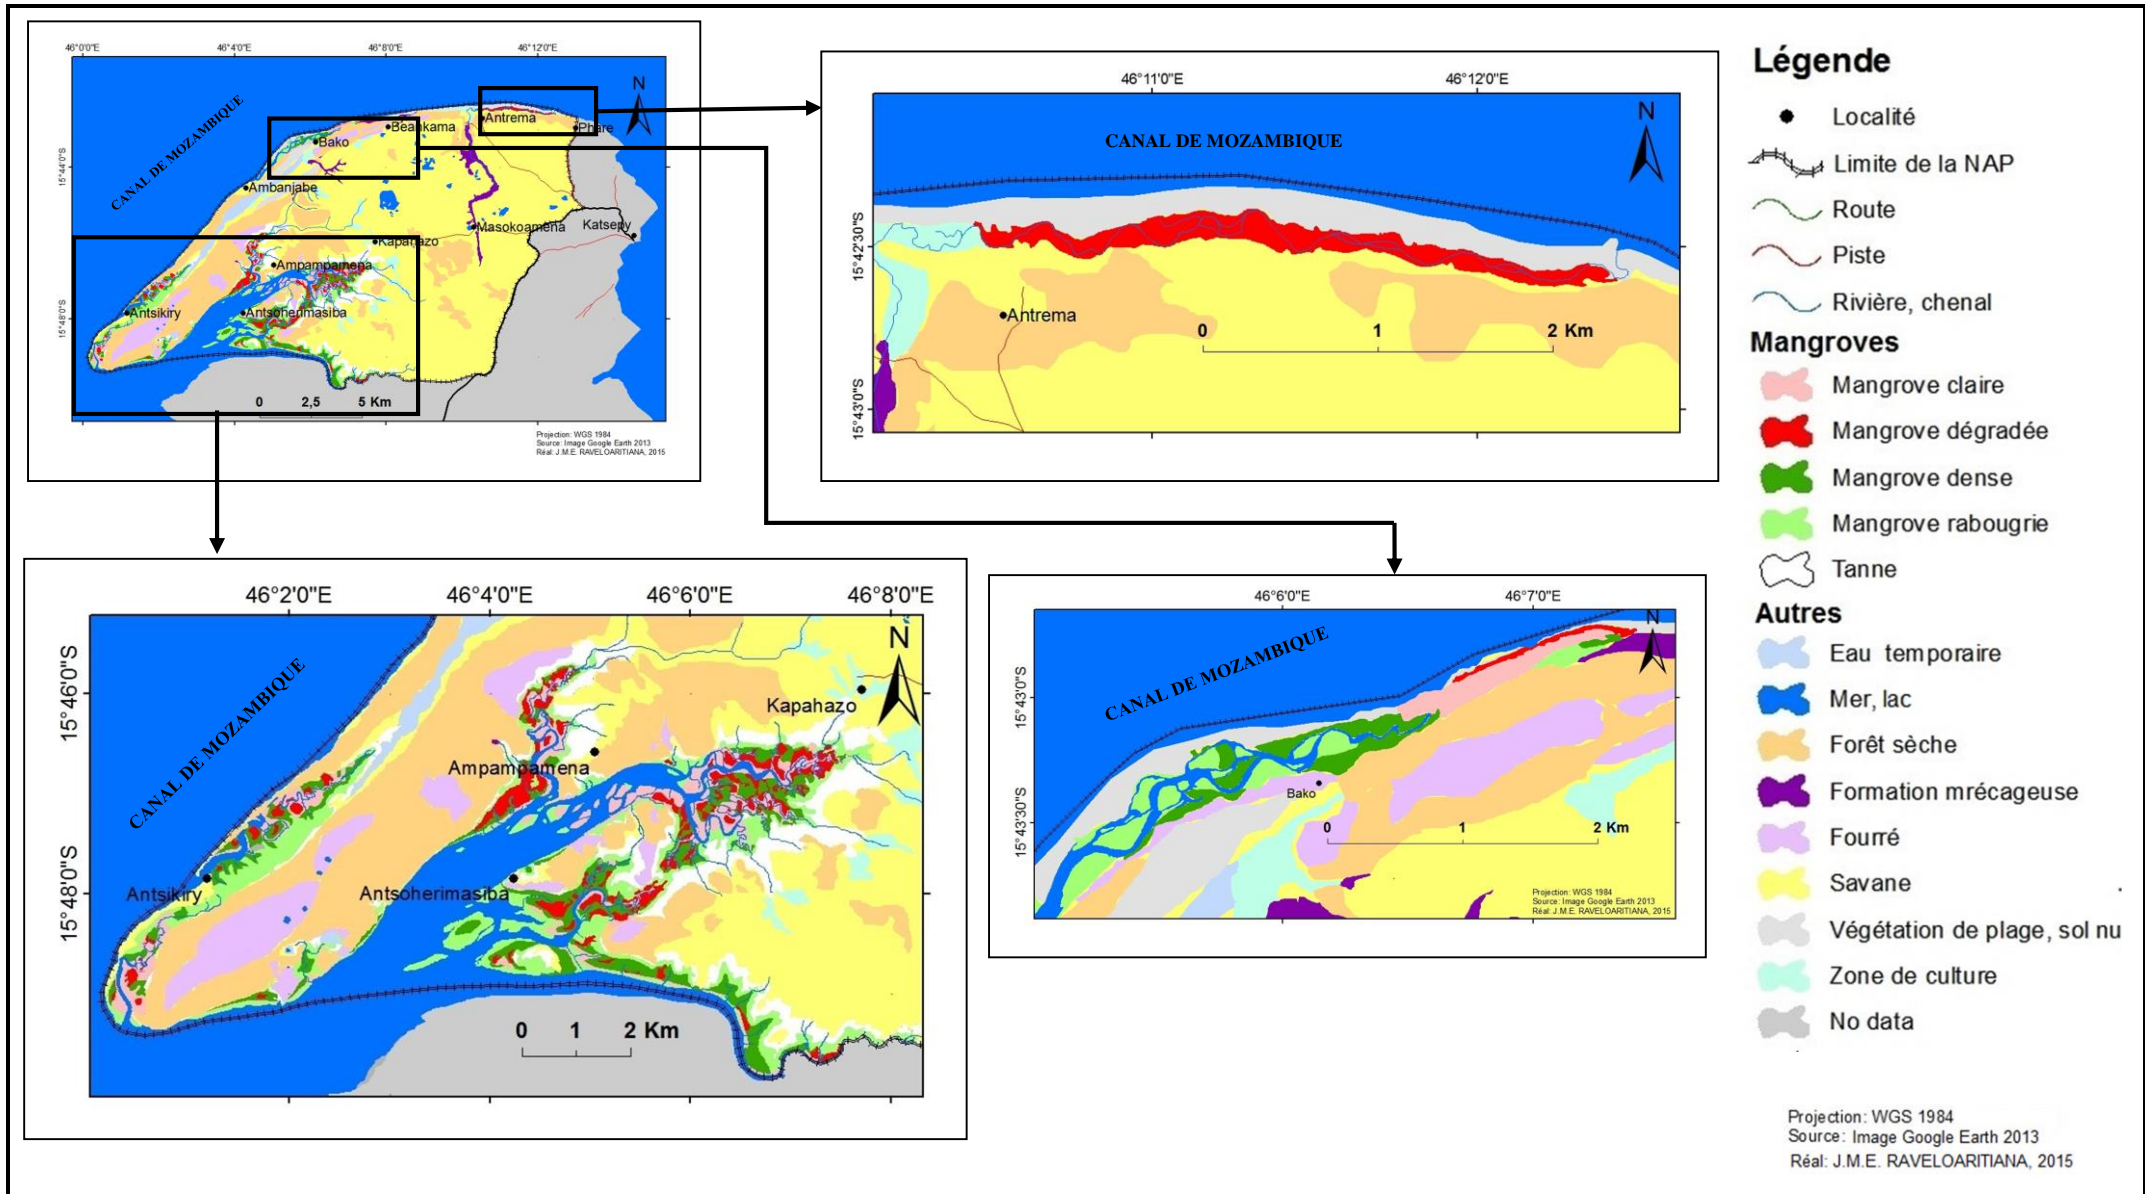 46°0'0"E 46°4'0"E 46°8'0"E 46°12'0"E
N
CANAL DE MOZAMBIQUE
15°44'0"S
15°48'0"S
Antrema
Phare
Beankama
Bako
Ambanjabe
Masokoamena
Katsepy
Kapahazo
Ampampamena
Antsikiry
Antsoherimasiba
0 2,5 5 Km
Projection: WGS 1984
Source: Image Google Earth 2013
Réal: J.M.E. RAVELOARITIANA, 2015
46°11'0"E 46°12'0"E
N
CANAL DE MOZAMBIQUE
15°42'30"S
15°43'0"S
Antrema
0 1 2 Km
46°2'0"E 46°4'0"E 46°6'0"E 46°8'0"E
N
CANAL DE MOZAMBIQUE
15°46'0"S
15°48'0"S
Kapahazo
Ampampamena
Antsikiry
Antsoherimasiba
0 1 2 Km
46°6'0"E 46°7'0"E
N
CANAL DE MOZAMBIQUE
15°43'0"S
15°43'30"S
Bako
0 1 2 Km
Projection: WGS 1984
Source: Image Google Earth 2013
Réal: J.M.E. RAVELOARITIANA, 2015
Légende
Localité
Limite de la NAP
Route
Piste
Rivière, chenal
Mangroves
Mangrove claire
Mangrove dégradée
Mangrove dense
Mangrove rabougrie
Tanne
Autres
Eau temporaire
Mer, lac
Forêt sèche
Formation mrécageuse
Fourré
Savane
Végétation de plage, sol nu
Zone de culture
No data
Projection: WGS 1984
Source: Image Google Earth 2013
Réal: J.M.E. RAVELOARITIANA, 2015